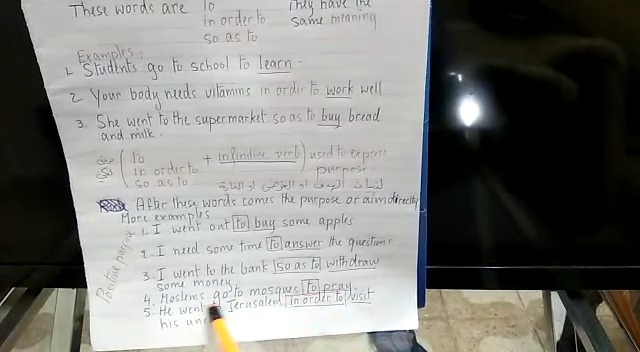 These words are to They have the
in order to same meaning
so as to
Examples:
1. Students go to school to learn.
2. Your body needs vitamins in order to work well.
3. She went to the supermarket so as to buy bread
and milk.
to
in order to + infinitive verb) used to express
so as to purpose
After these words comes the purpose or aim directly
More examples
Positive purpose
1. I went out to buy some apples.
2. I need some time to answer the questions
3. I went to the bank so as to withdraw
some money.
4. Moslems go to mosques to pray.
5. He went Jerusalem in order to visit
his